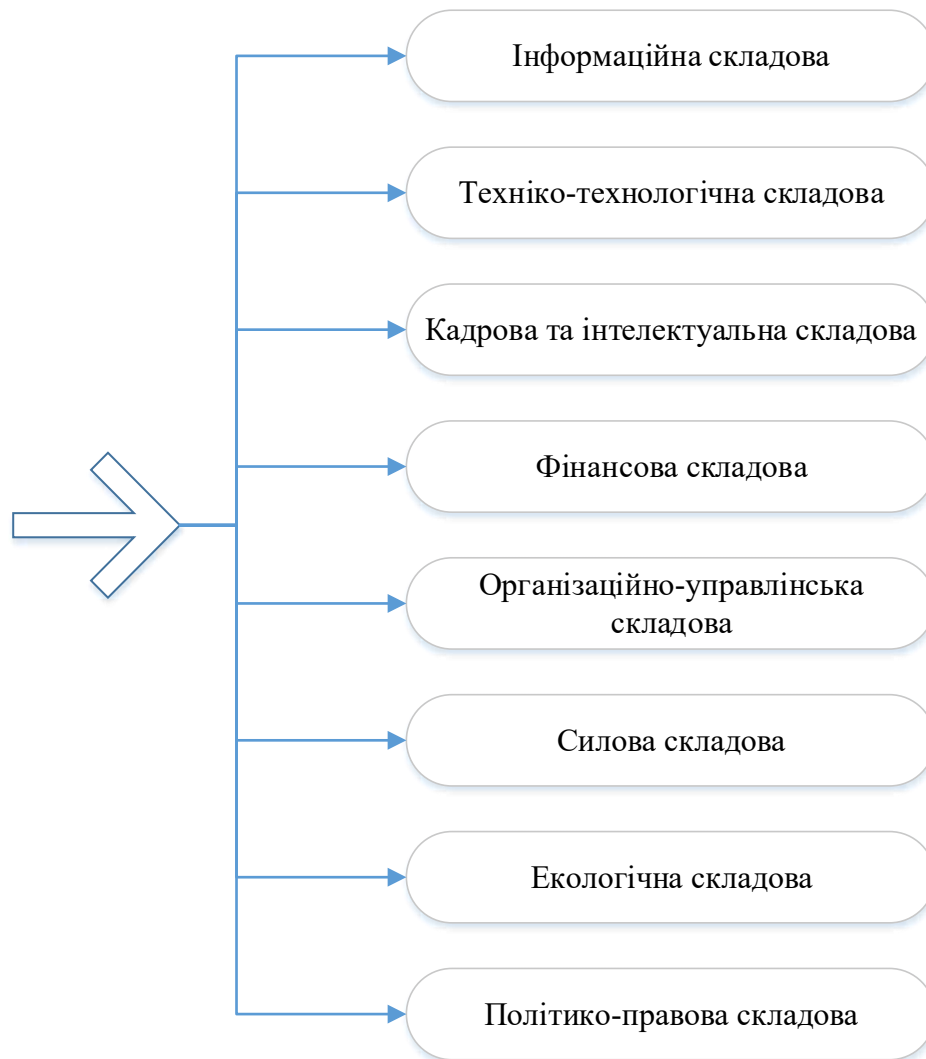 Інформаційна складова
Техніко-технологічна складова
Кадрова та інтелектуальна складова
Фінансова складова
Організаційно-управлінська
складова
Силова складова
Екологічна складова
Політико-правова складова